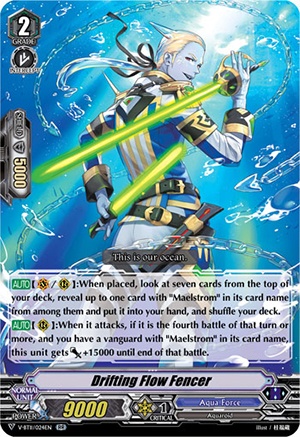 2
GRADE
INTERCEPT
5000
This is our ocean.
AUTO [ ]:When placed, look at seven cards from the top of
your deck, reveal up to one card with "Maelstrom" in its card name
from among them and put it into your hand, and shuffle your deck.
AUTO [ ]:When it attacks, if it is the fourth battle of that turn or
more, and you have a vanguard with "Maelstrom" in its card name,
this unit gets +15000 until end of battle.
Drifting Flow Fencer
NORMAL
UNIT
Aqua Force
Aquaroid
V-BT11/024EN RR
POWER
9000
1
CRITICAL